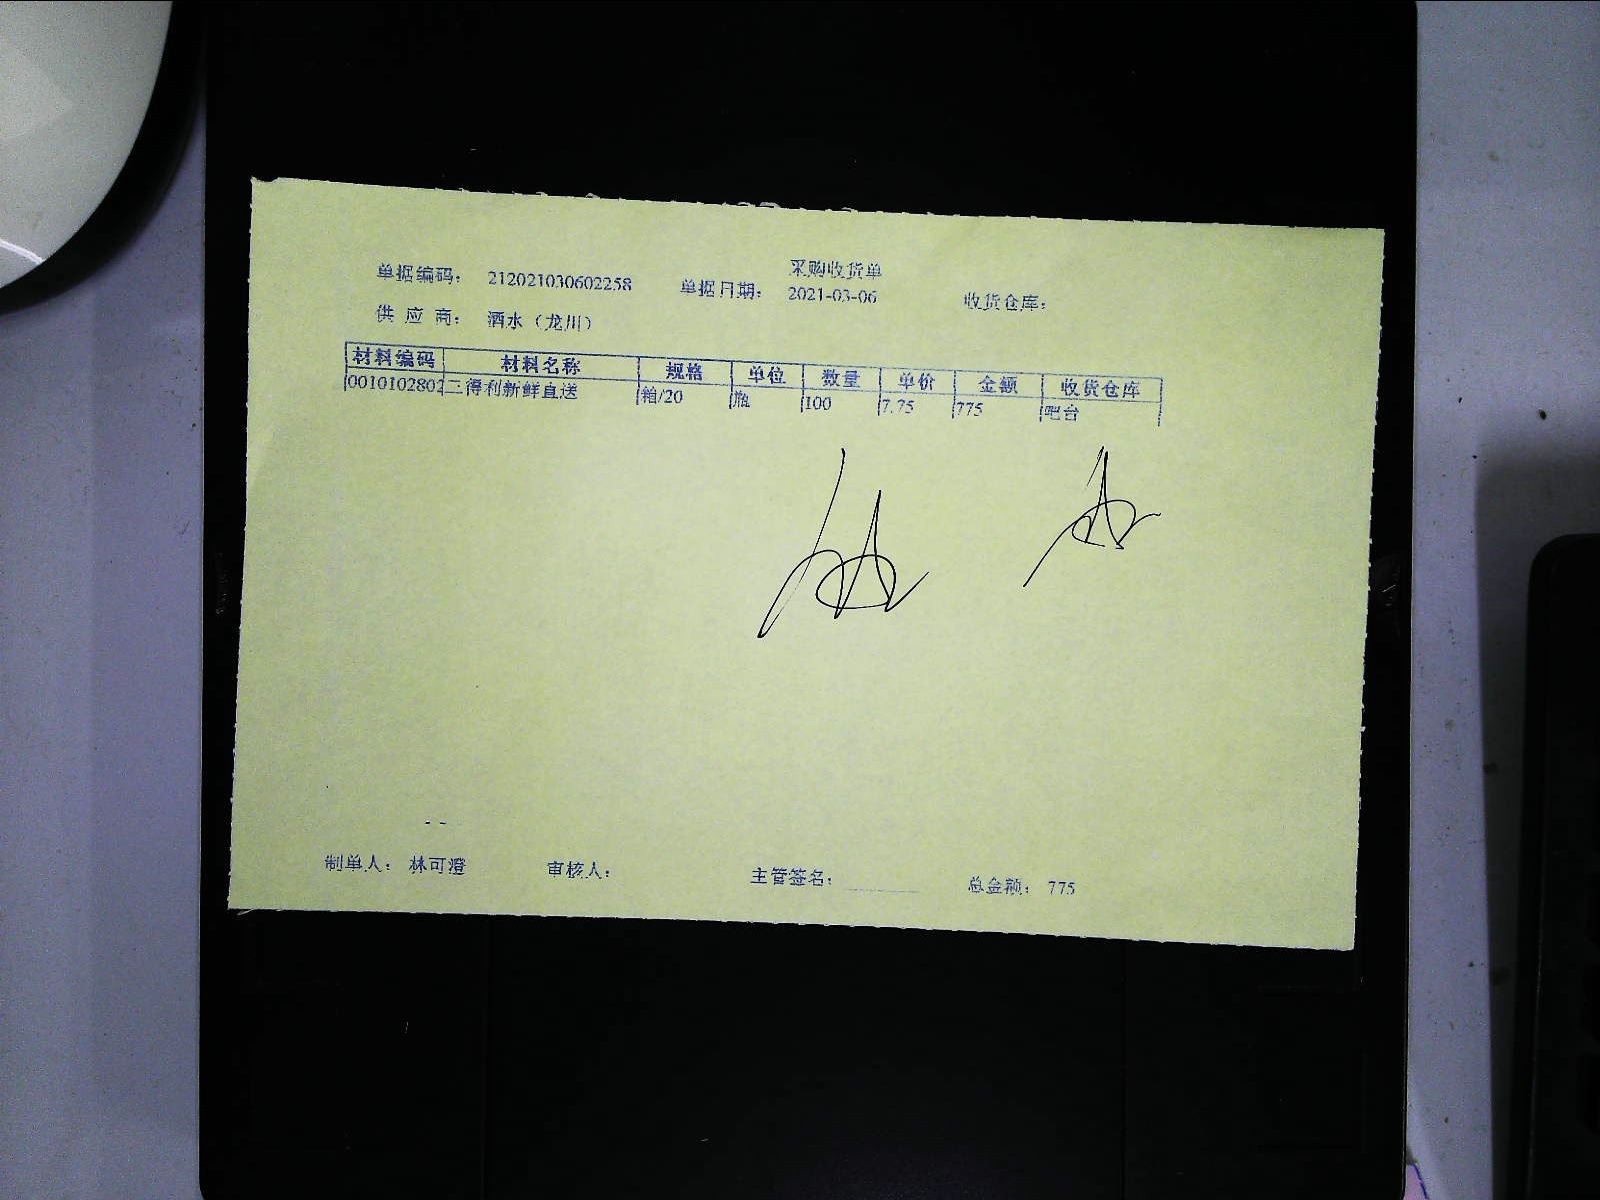 采购收货单
单据编码： 212021030602258 单据日期： 2021-03-06 收货仓库：
供 应 商： 酒水（龙川）
材料编码 材料名称 规格 单位 数量 单价 金额 收货仓库
0010102802 三得利新鲜直送 箱/20 瓶 100 7.75 775 吧台
制单人： 林可澄 审核人： 主管签名： 总金额： 775